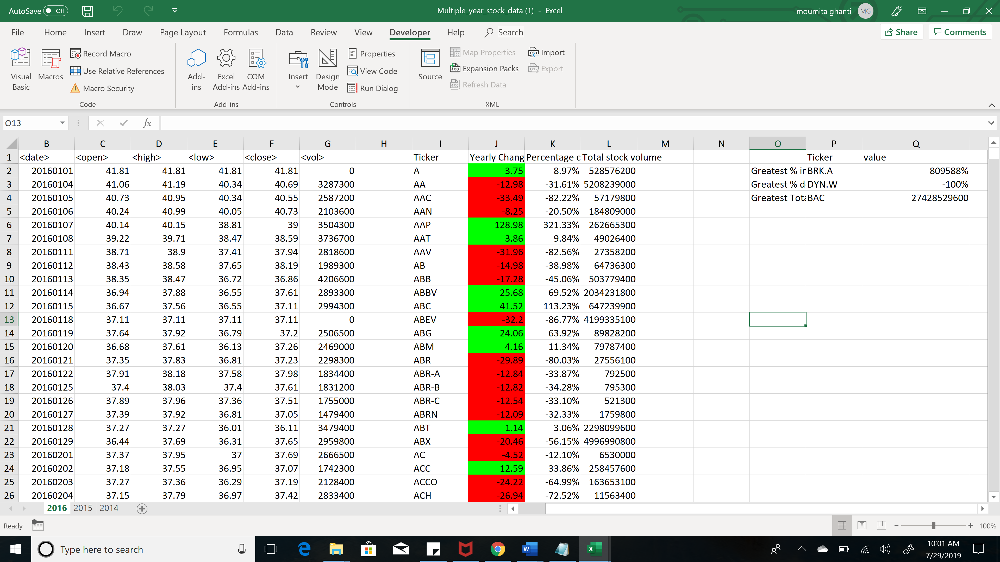 AutoSave Off Multiple_year_stock_data (1) - Excel moumita ghanti MG
File Home Insert Draw Page Layout Formulas Data Review View Developer Help Search Share Comments
Visual Basic
Macros
Record Macro
Use Relative References
Macro Security
Code
Add-ins
Excel Add-ins
COM Add-ins
Add-ins
Insert
Design Mode
Properties
View Code
Run Dialog
Controls
Source
Map Properties
Expansion Packs
Refresh Data
Import
Export
XML
O13 fx
B C D E F G H I J K L M N O P Q
1 <date> <open> <high> <low> <close> <vol> Ticker Yearly Chang Percentage c Total stock volume Ticker value
2 20160101 41.81 41.81 41.81 41.81 0 A 3.75 8.97% 528576200 Greatest % in BRK.A 809588%
3 20160104 41.06 41.19 40.34 40.69 3287300 AA -12.98 -31.61% 5208239000 Greatest % d DYN.W -100%
4 20160105 40.73 40.95 40.34 40.55 2587200 AAC -33.49 -82.22% 57179800 Greatest Tota BAC 27428529600
5 20160106 40.24 40.99 40.05 40.73 2103600 AAN -8.25 -20.50% 184809000
6 20160107 40.14 40.15 38.81 39 3504300 AAP 128.98 321.33% 262665300
7 20160108 39.22 39.71 38.47 38.59 3736700 AAT 3.86 9.84% 49026400
8 20160111 38.71 38.9 37.41 37.94 2818600 AAV -31.96 -82.56% 27358200
9 20160112 38.43 38.58 37.65 38.19 1989300 AB -14.98 -38.98% 64736300
10 20160113 38.35 38.47 36.72 36.86 4206600 ABB -17.28 -45.06% 503779400
11 20160114 36.94 37.88 36.55 37.61 2893300 ABBV 25.68 69.52% 2034231800
12 20160115 36.67 37.56 36.55 37.11 2994300 ABC 41.52 113.23% 647239900
13 20160118 37.11 37.11 37.11 37.11 0 ABEV -32.2 -86.77% 4199335100
14 20160119 37.64 37.92 36.79 37.2 2506500 ABG 24.06 63.92% 89828200
15 20160120 36.68 37.61 36.13 37.26 2469000 ABM 4.16 11.34% 79787400
16 20160121 37.35 37.83 36.81 37.23 2298300 ABR -29.89 -80.03% 27556100
17 20160122 37.91 38.18 37.58 37.98 1834400 ABR-A -12.84 -33.87% 792500
18 20160125 37.4 38.03 37.4 37.61 1831200 ABR-B -12.82 -34.28% 795300
19 20160126 37.89 37.96 37.36 37.51 1755000 ABR-C -12.54 -33.10% 521300
20 20160127 37.39 37.92 36.81 37.05 1479400 ABRN -12.09 -32.33% 1759800
21 20160128 37.27 37.27 36.01 36.11 3479400 ABT 1.14 3.06% 2298099600
22 20160129 36.44 37.69 36.31 37.65 2959800 ABX -20.46 -56.15% 4996990800
23 20160201 37.37 37.95 37 37.69 2666500 AC -4.52 -12.10% 6530000
24 20160202 37.18 37.55 36.95 37.07 1742300 ACC 12.59 33.86% 258457600
25 20160203 37.27 37.36 36.29 37.19 2128400 ACCO -24.22 -64.99% 163653100
26 20160204 37.15 37.79 36.97 37.42 2833400 ACH -26.94 -72.52% 11563400
2016 2015 2014
Ready 100%
Type here to search 10:01 AM
7/29/2019